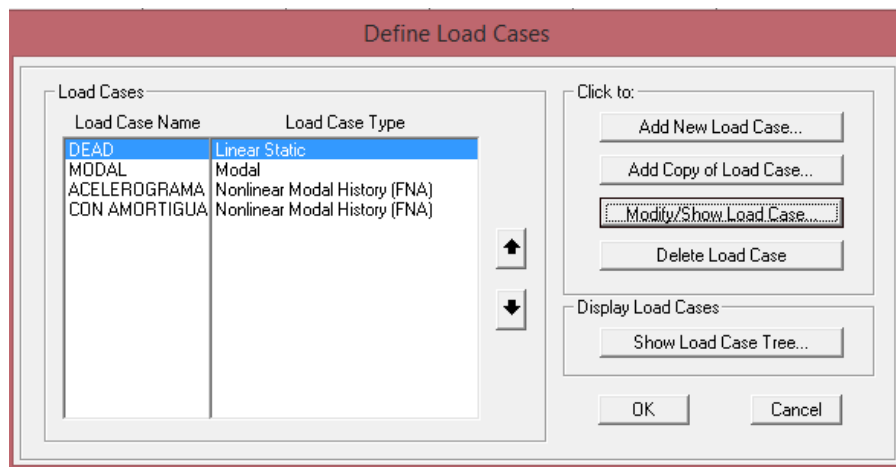 Define Load Cases
Load Cases
Load Case Name Load Case Type
DEAD Linear Static
MODAL Modal
ACELEROGRAMA Nonlinear Modal History (FNA)
CON AMORTIGUA Nonlinear Modal History (FNA)
Click to:
Add New Load Case...
Add Copy of Load Case...
Modify/Show Load Case...
Delete Load Case
Display Load Cases
Show Load Case Tree...
OK Cancel